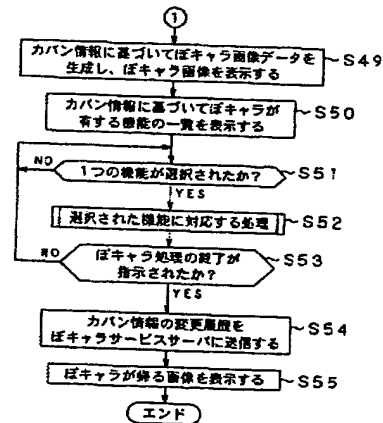 1
カバン情報に基づいてぽキャラ画像データを
生成し、ぽキャラ画像を表示する
S49
カバン情報に基づいてぽキャラが
有する機能の一覧を表示する
S50
NO
1つの機能が選択されたか?
S51
YES
選択された機能に対応する処理
S52
NO
ぽキャラ処理の終了が
指示されたか?
S53
YES
カバン情報の変更履歴を
ぽキャラサービスサーバに送信する
S54
ぽキャラが帰る画像を表示する
S55
エンド